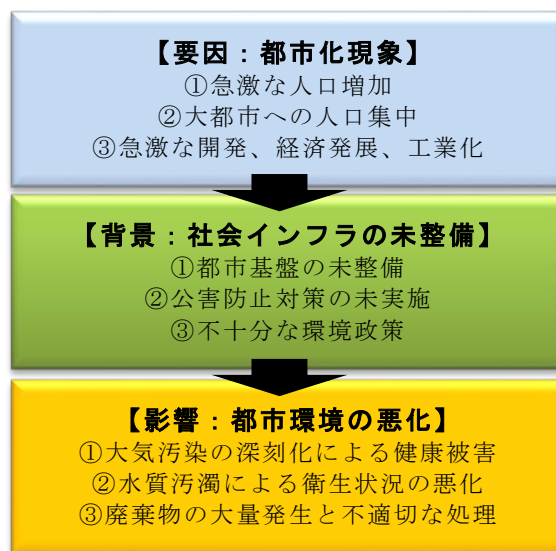 【要因：都市化現象】
①急激な人口増加
②大都市への人口集中
③急激な開発、経済発展、工業化
【背景：社会インフラの未整備】
①都市基盤の未整備
②公害防止対策の未実施
③不十分な環境政策
【影響：都市環境の悪化】
①大気汚染の深刻化による健康被害
②水質汚濁による衛生状況の悪化
③廃棄物の大量発生と不適切な処理